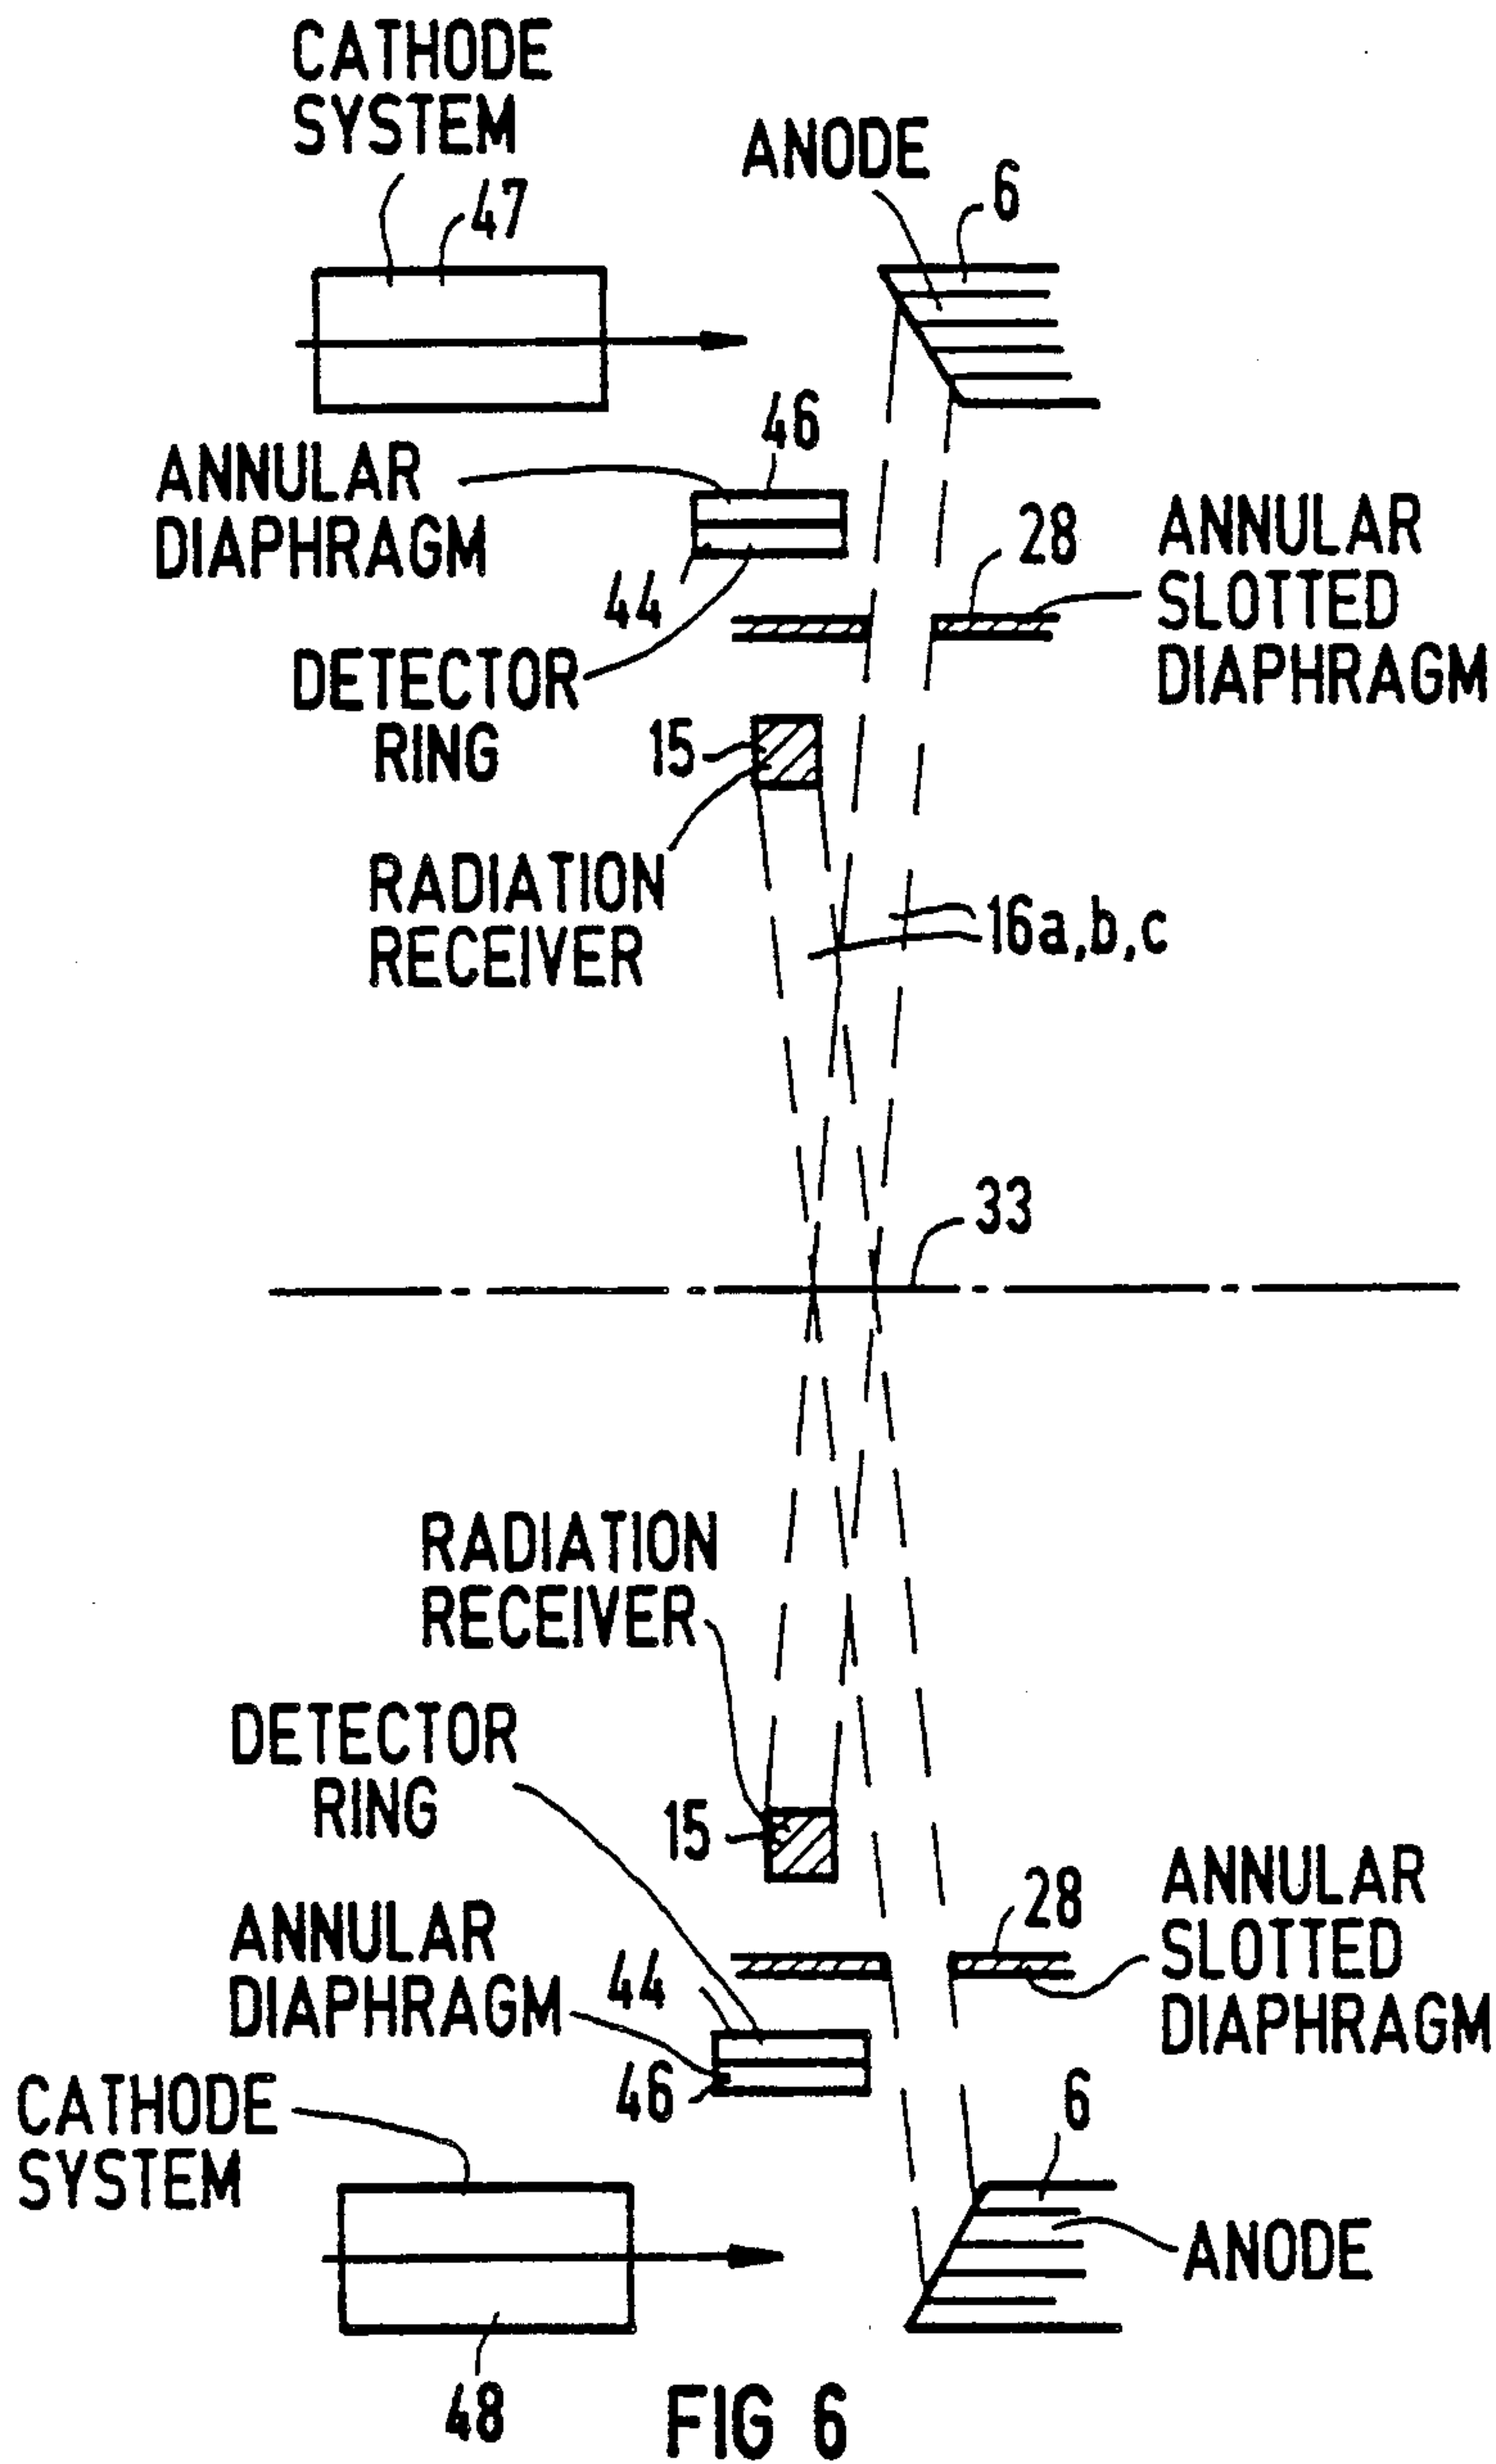 CATHODE
SYSTEM
47
ANODE
6
46
ANNULAR
DIAPHRAGM
44
28
ANNULAR
SLOTTED
DIAPHRAGM
DETECTOR
RING
15
RADIATION
RECEIVER
16a,b,c
33
RADIATION
RECEIVER
DETECTOR
RING
15
28
ANNULAR
SLOTTED
DIAPHRAGM
ANNULAR
DIAPHRAGM
44
46
CATHODE
SYSTEM
6
ANODE
48
FIG 6